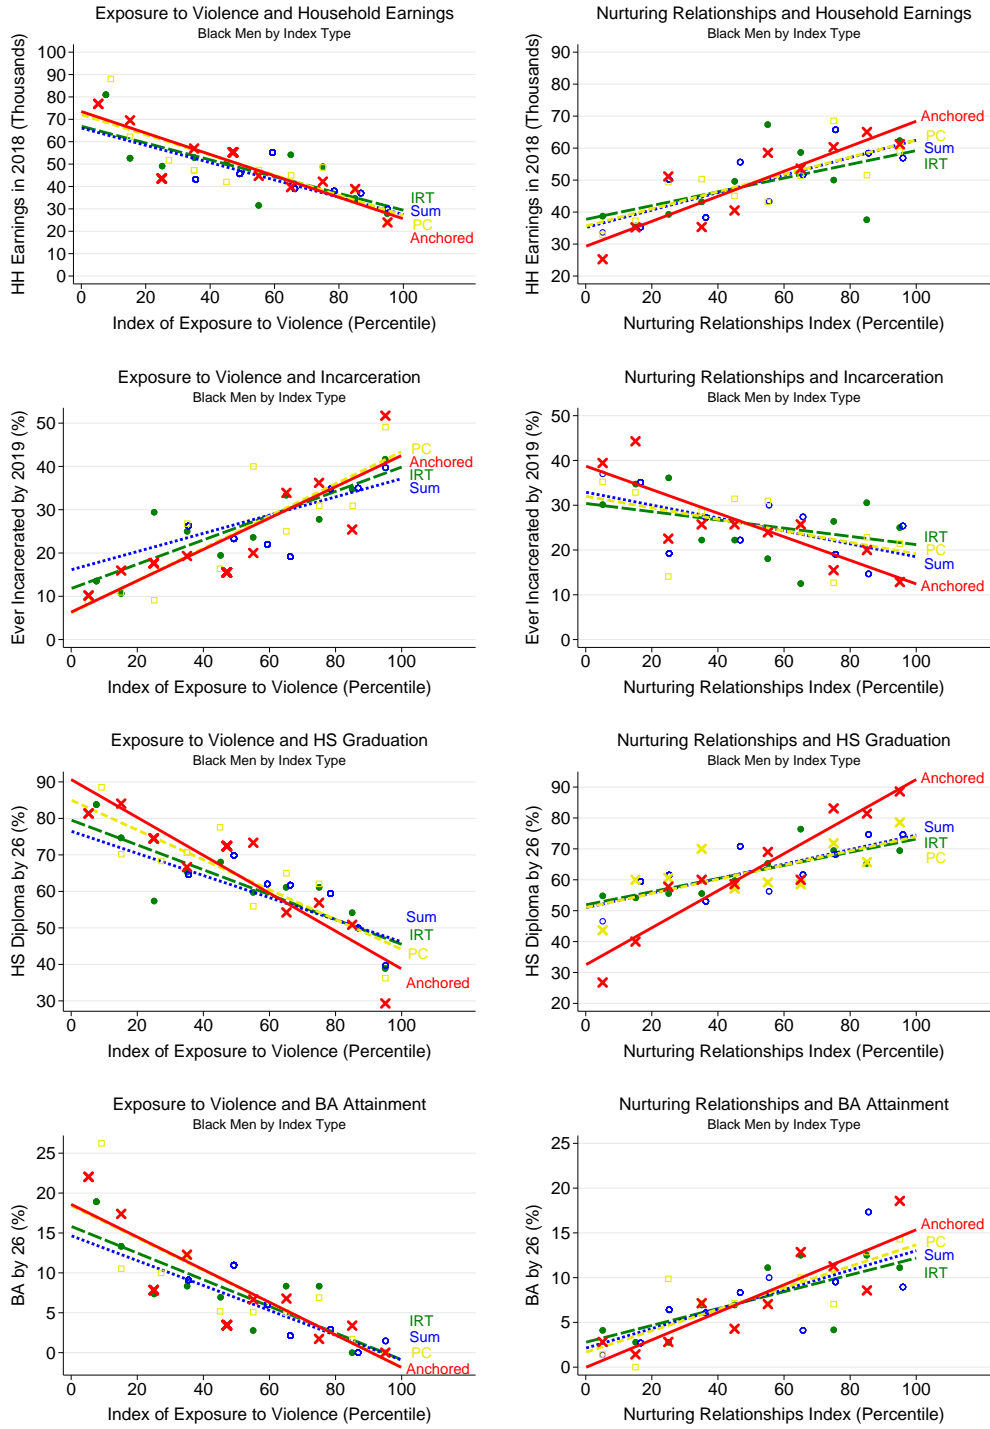 Exposure to Violence and Household Earnings
Black Men by Index Type
HH Earnings in 2018 (Thousands)
100
90
80
70
60
50
40
30
20
10
0
IRT
Sum
PC
Anchored
0 20 40 60 80 100
Index of Exposure to Violence (Percentile)
Nurturing Relationships and Household Earnings
Black Men by Index Type
HH Earnings in 2018 (Thousands)
90
80
70
60
50
40
30
20
Anchored
PC
Sum
IRT
0 20 40 60 80 100
Nurturing Relationships Index (Percentile)
Exposure to Violence and Incarceration
Black Men by Index Type
Ever Incarcerated by 2019 (%)
50
40
30
20
10
0
PC
Anchored
IRT
Sum
0 20 40 60 80 100
Index of Exposure to Violence (Percentile)
Nurturing Relationships and Incarceration
Black Men by Index Type
Ever Incarcerated by 2019 (%)
50
40
30
20
10
0
IRT
PC
Sum
Anchored
0 20 40 60 80 100
Nurturing Relationships Index (Percentile)
Exposure to Violence and HS Graduation
Black Men by Index Type
HS Diploma by 26 (%)
90
80
70
60
50
40
30
Sum
IRT
PC
Anchored
0 20 40 60 80 100
Index of Exposure to Violence (Percentile)
Nurturing Relationships and HS Graduation
Black Men by Index Type
HS Diploma by 26 (%)
90
80
70
60
50
40
30
20
Anchored
Sum
IRT
PC
0 20 40 60 80 100
Nurturing Relationships Index (Percentile)
Exposure to Violence and BA Attainment
Black Men by Index Type
BA by 26 (%)
25
20
15
10
5
0
IRT
Sum
PC
Anchored
0 20 40 60 80 100
Index of Exposure to Violence (Percentile)
Nurturing Relationships and BA Attainment
Black Men by Index Type
BA by 26 (%)
25
20
15
10
5
0
Anchored
PC
Sum
IRT
0 20 40 60 80 100
Nurturing Relationships Index (Percentile)